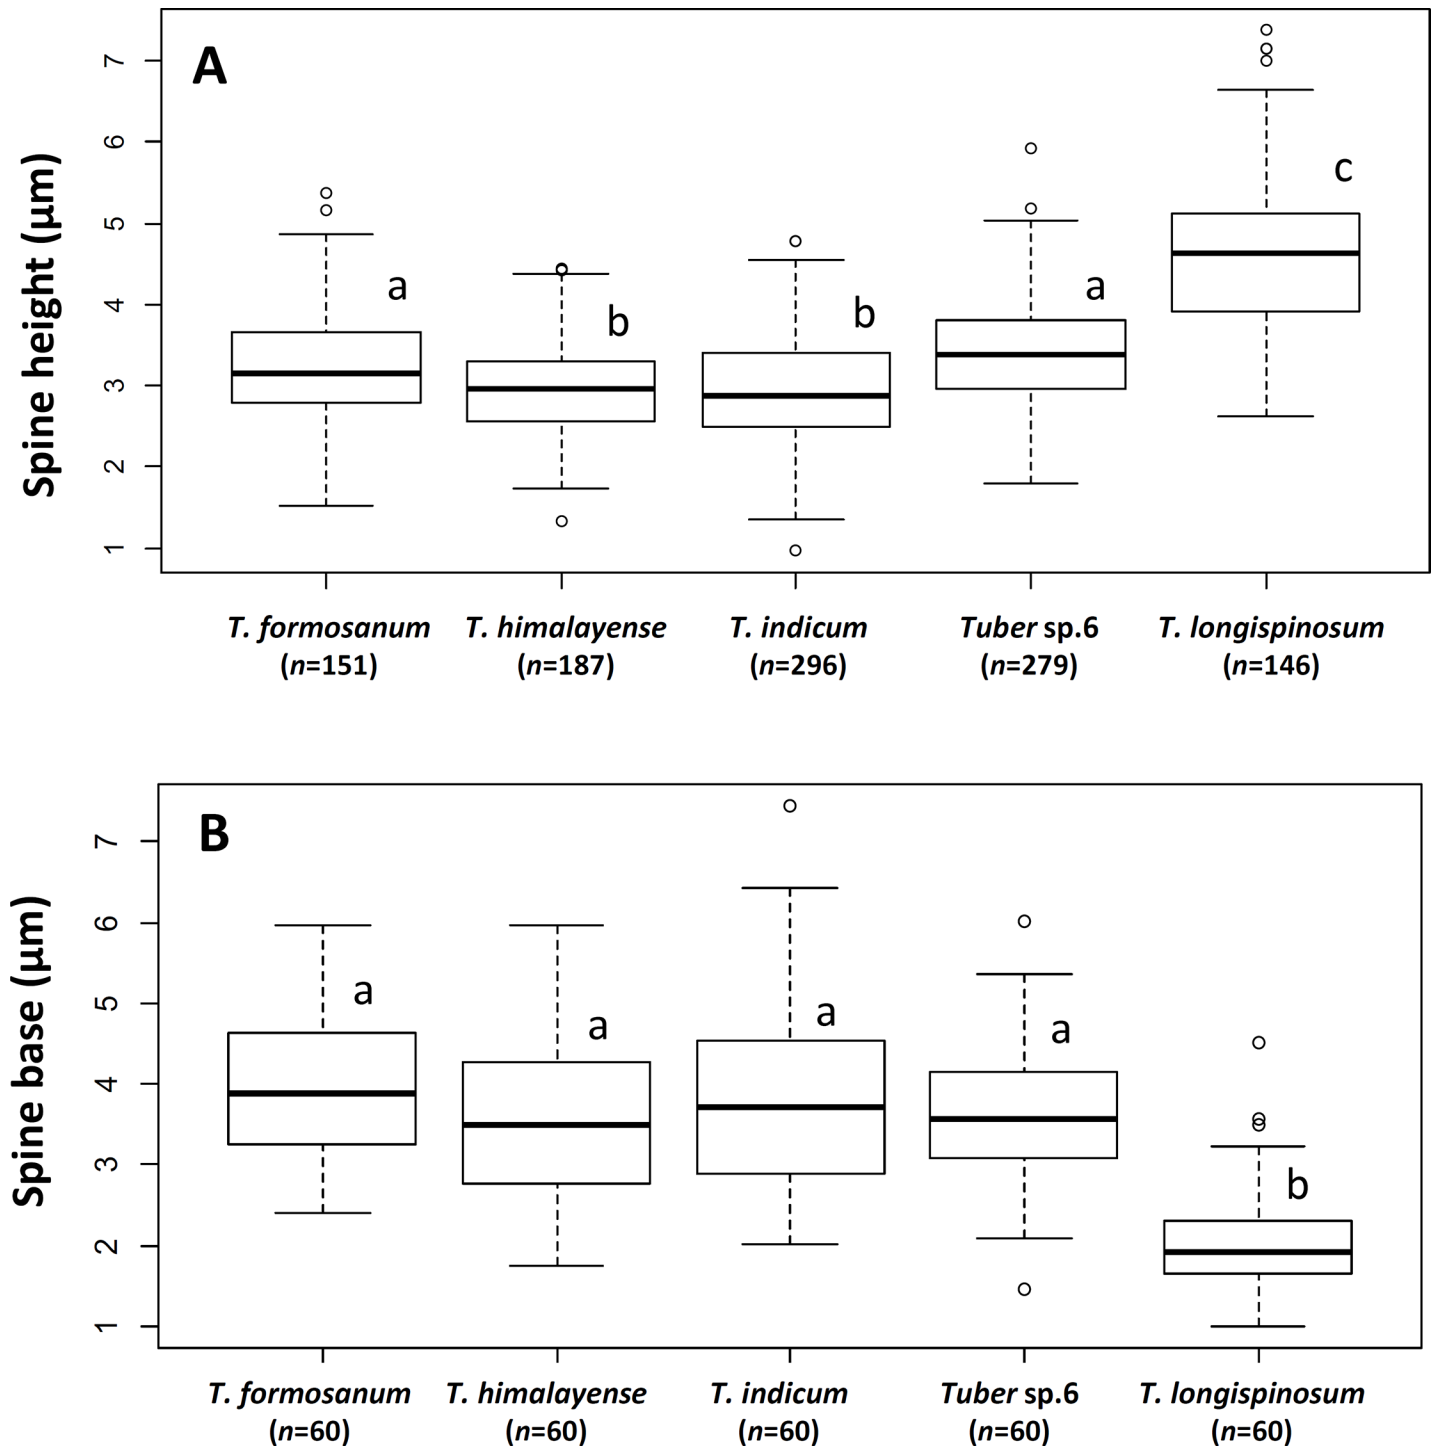 A
Spine height (µm)
7
6
5
4
3
2
1
a
b
b
a
c
T. formosanum T. himalayense T. indicum Tuber sp.6 T. longispinosum
(n=151) (n=187) (n=296) (n=279) (n=146)
B
Spine base (µm)
7
6
5
4
3
2
1
a
a
a
a
b
T. formosanum T. himalayense T. indicum Tuber sp.6 T. longispinosum
(n=60) (n=60) (n=60) (n=60) (n=60)